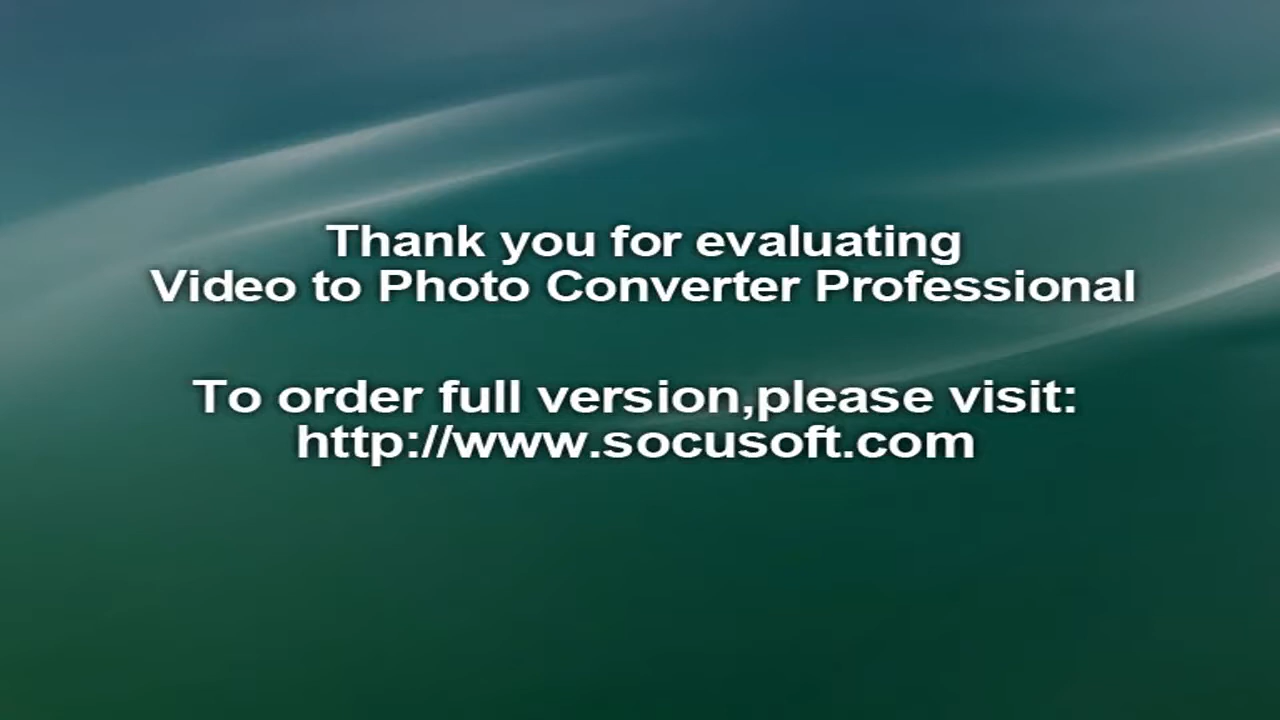 Thank you for evaluating
Video to Photo Converter Professional
To order full version,please visit:
http://www.socusoft.com